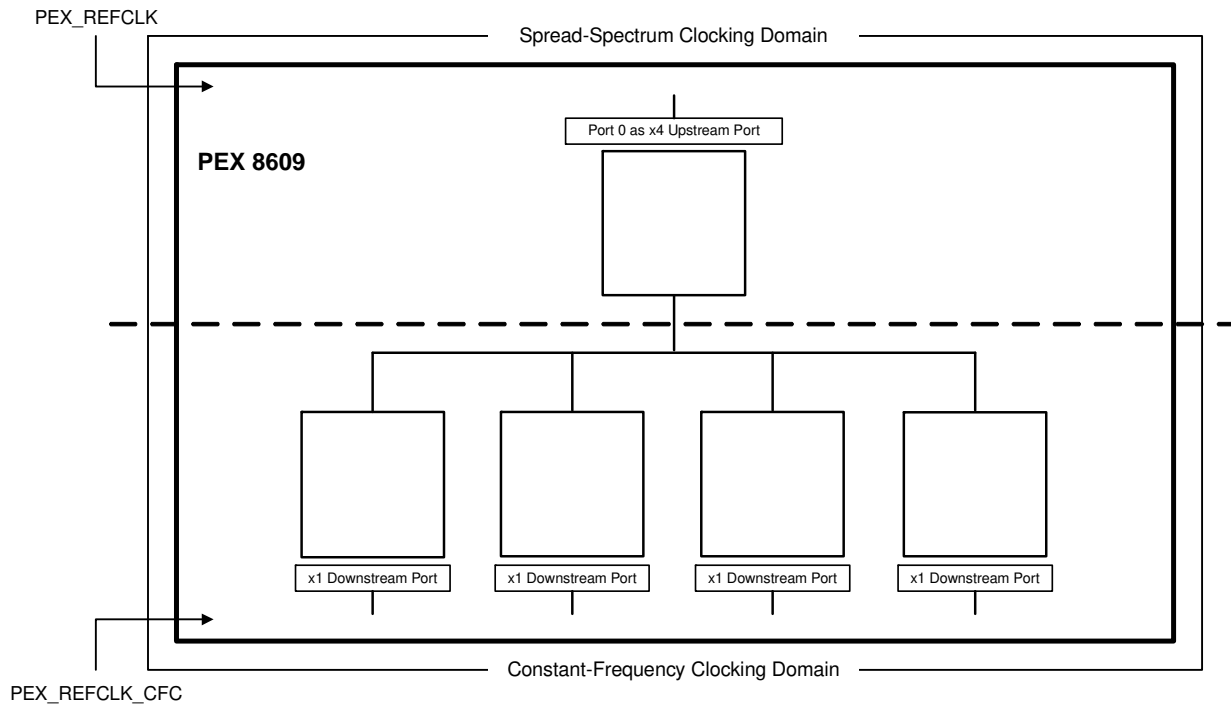 PEX_REFCLK
Spread-Spectrum Clocking Domain
Port 0 as x4 Upstream Port
PEX 8609
x1 Downstream Port
x1 Downstream Port
x1 Downstream Port
x1 Downstream Port
Constant-Frequency Clocking Domain
PEX_REFCLK_CFC